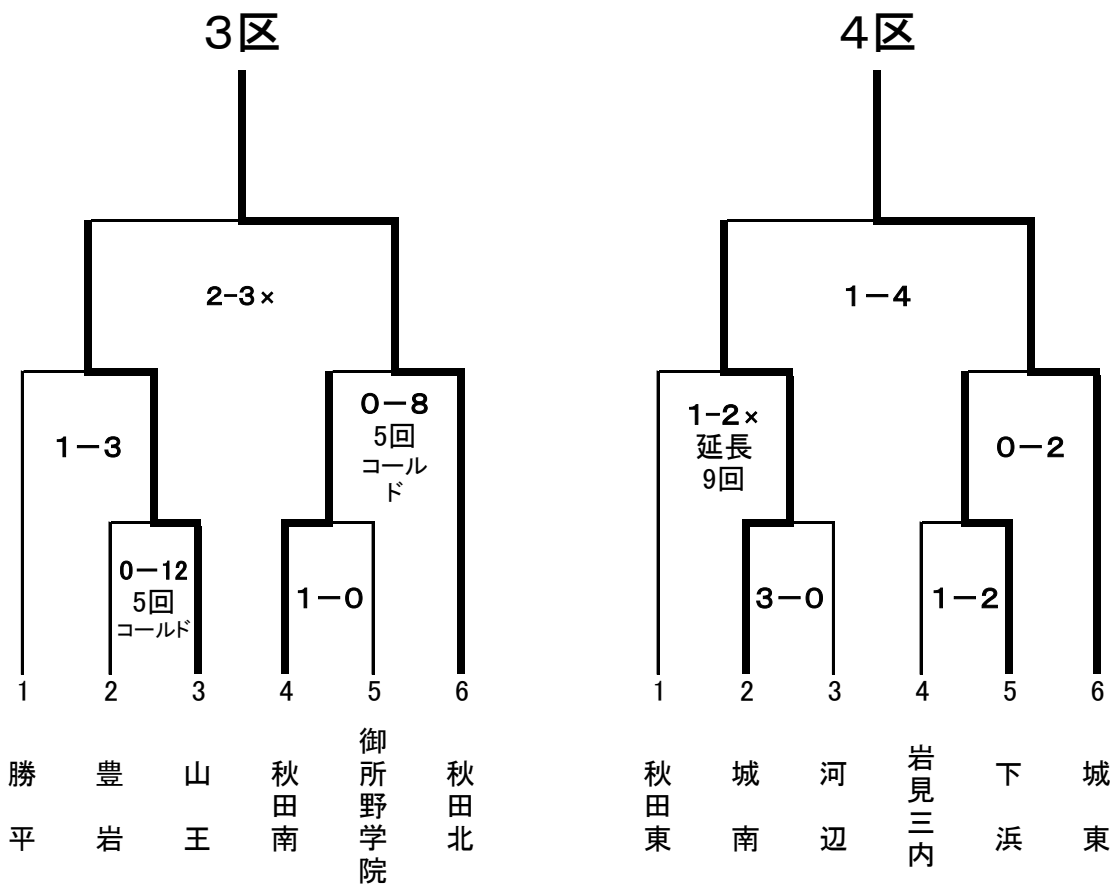 3区
2-3×
1-3
0-8
5回
コール
ド
0-12
5回
コールド
1-0
1 2 3 4 5 6
勝平
豊岩
山王
秋田南
御所野学院
秋田北
4区
1-4
1-2×
延長
9回
0-2
3-0
1-2
1 2 3 4 5 6
秋田東
城南
河辺
岩見三内
下浜
城東